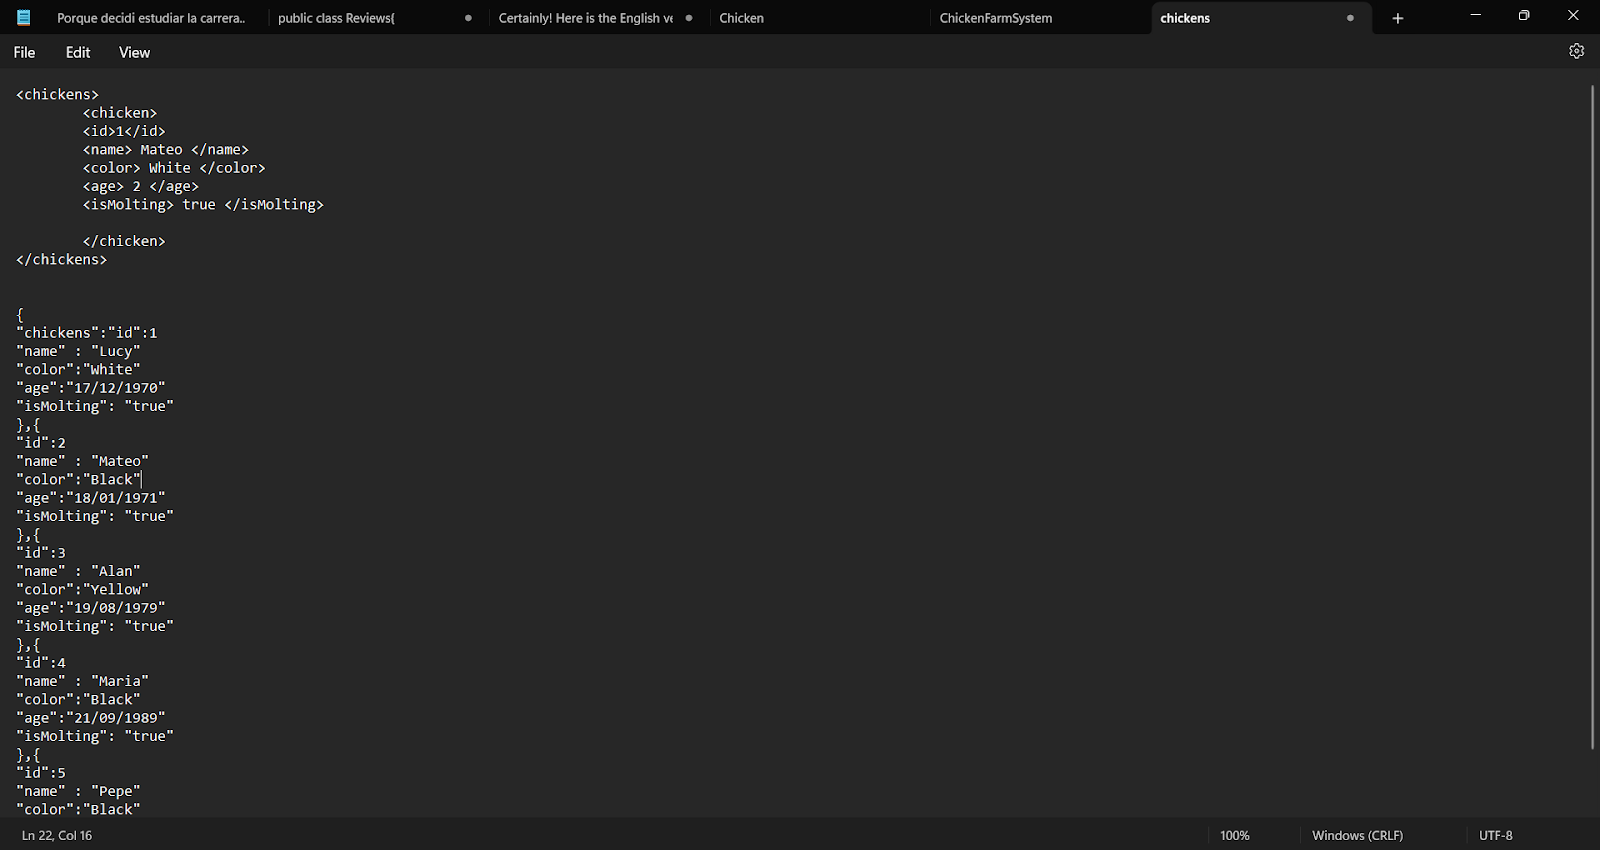 Porque decidi estudiar la carrera.. public class Reviews{ Certainly! Here is the English ve Chicken ChickenFarmSystem chickens
File Edit View
<chickens>
<chicken>
<id>1</id>
<name> Mateo </name>
<color> White </color>
<age> 2 </age>
<isMolting> true </isMolting>
</chicken>
</chickens>
{
"chickens":"id":1
"name" : "Lucy"
"color":"White"
"age":"17/12/1970"
"isMolting": "true"
},{
"id":2
"name" : "Mateo"
"color":"Black"
"age":"18/01/1971"
"isMolting": "true"
},{
"id":3
"name" : "Alan"
"color":"Yellow"
"age":"19/08/1979"
"isMolting": "true"
},{
"id":4
"name" : "Maria"
"color":"Black"
"age":"21/09/1989"
"isMolting": "true"
},{
"id":5
"name" : "Pepe"
"color":"Black"
Ln 22, Col 16 100% Windows (CRLF) UTF-8